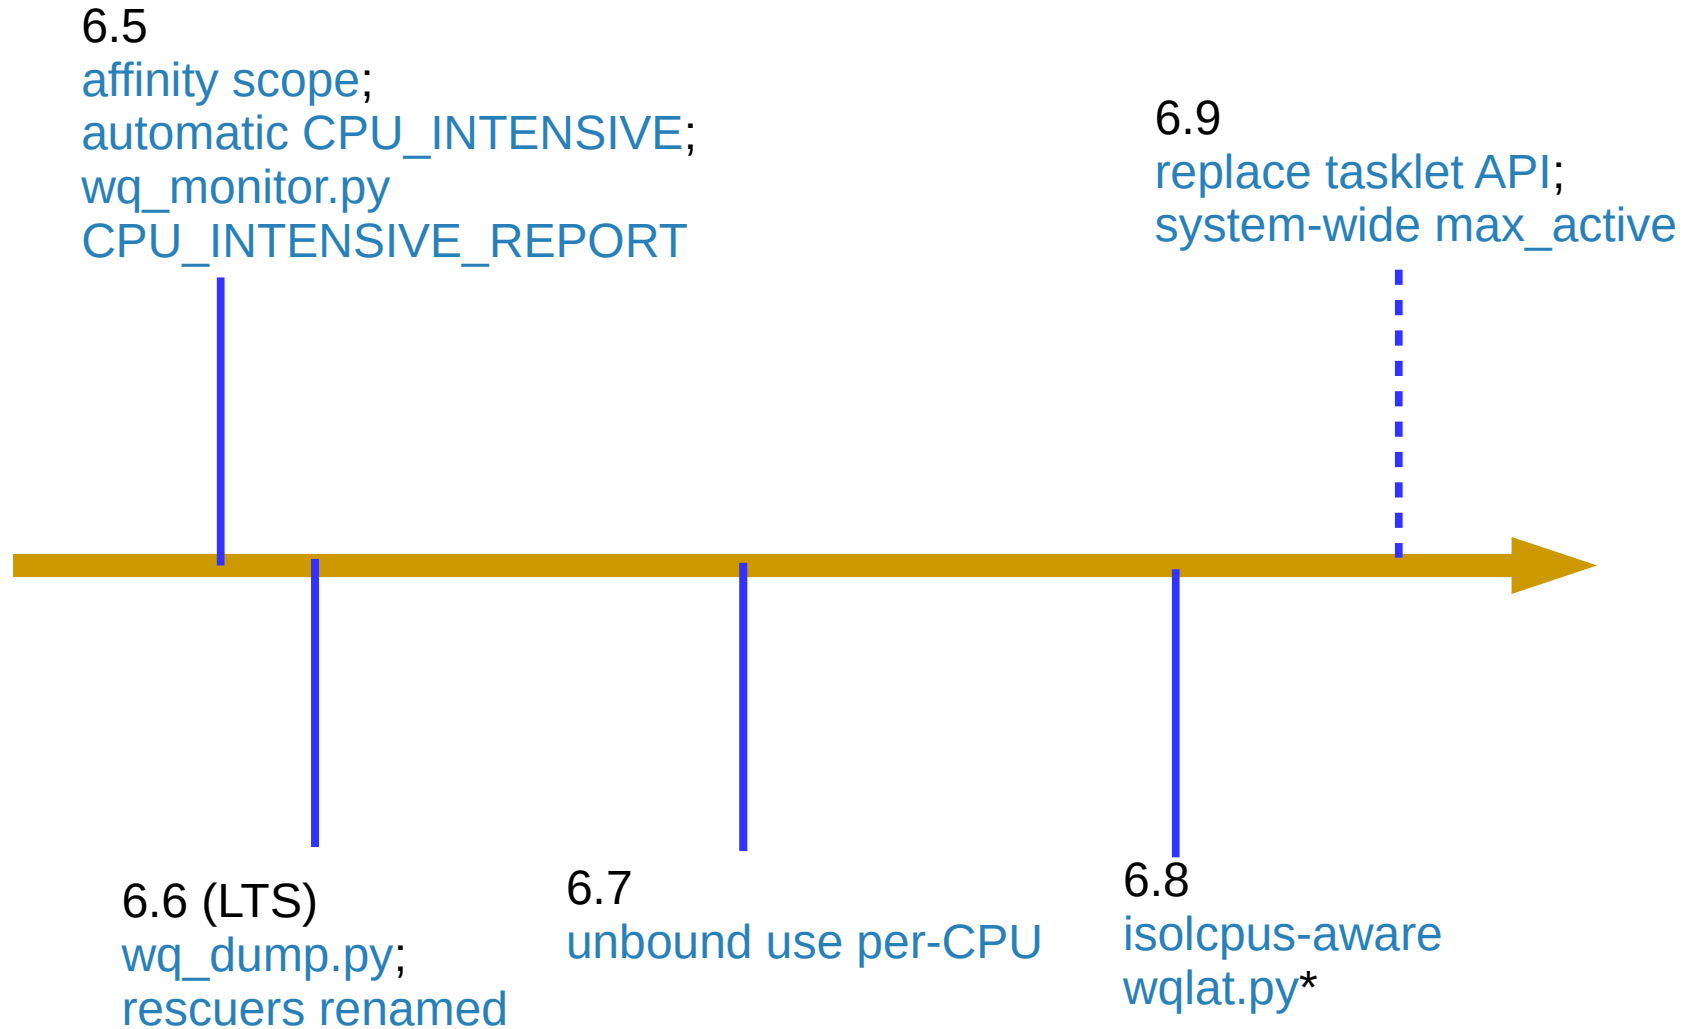 6.5
affinity scope;
automatic CPU_INTENSIVE;
wq_monitor.py
CPU_INTENSIVE_REPORT
6.9
replace tasklet API;
system-wide max_active
6.6 (LTS)
wq_dump.py;
rescuers renamed
6.7
unbound use per-CPU
6.8
isolcpus-aware
wqlat.py*